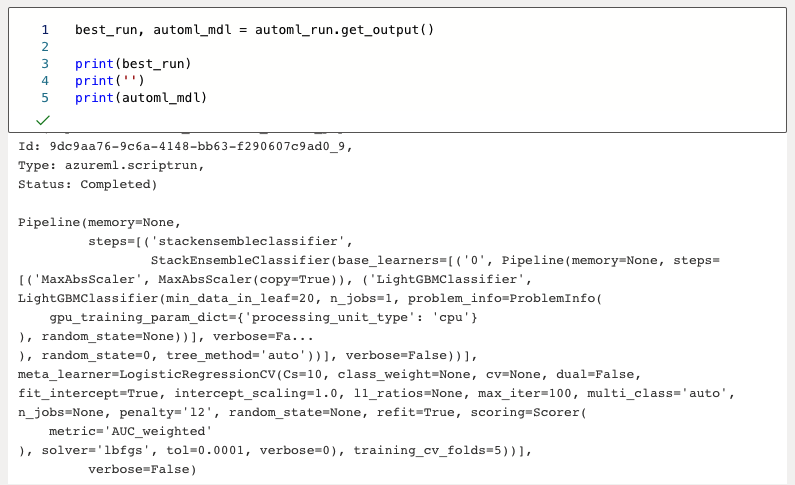 1 best_run, automl_mdl = automl_run.get_output()
2
3 print(best_run)
4 print('')
5 print(automl_mdl)
Id: 9dc9aa76-9c6a-4148-bb63-f290607c9ad0_9,
Type: azureml.scriptrun,
Status: Completed)
Pipeline(memory=None,
         steps=[('stackensembleclassifier',
                 StackEnsembleClassifier(base_learners=[('0', Pipeline(memory=None, steps=
[('MaxAbsScaler', MaxAbsScaler(copy=True)), ('LightGBMClassifier',
LightGBMClassifier(min_data_in_leaf=20, n_jobs=1, problem_info=ProblemInfo(
    gpu_training_param_dict={'processing_unit_type': 'cpu'}
), random_state=None))], verbose=Fa...
), random_state=0, tree_method='auto'))], verbose=False))],
meta_learner=LogisticRegressionCV(Cs=10, class_weight=None, cv=None, dual=False,
fit_intercept=True, intercept_scaling=1.0, l1_ratios=None, max_iter=100, multi_class='auto',
n_jobs=None, penalty='l2', random_state=None, refit=True, scoring=Scorer(
    metric='AUC_weighted'
), solver='lbfgs', tol=0.0001, verbose=0), training_cv_folds=5))],
         verbose=False)